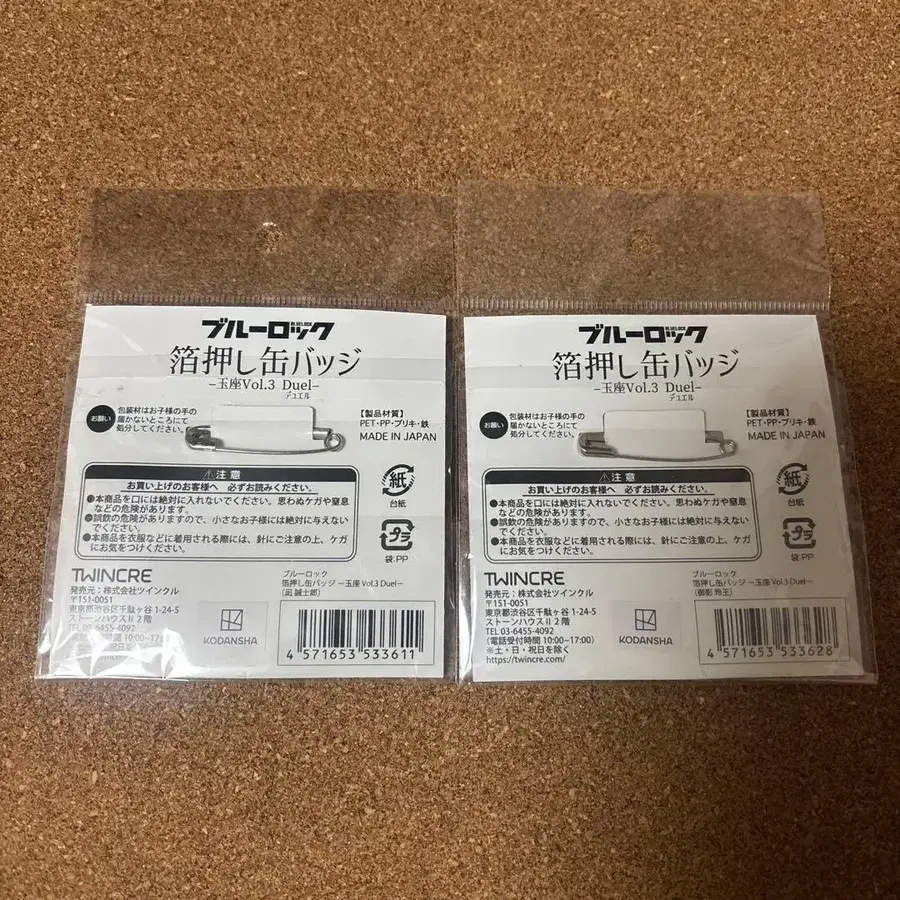 ブルーロック
BLUELOCK
箔押し缶バッジ
−玉座Vol.3 Duel−
デュエル
お願い
包装材はお子様の手の
届かないところにて
処分してください。
【製品材質】
PET・PP・ブリキ・鉄
MADE IN JAPAN
⚠注意
お買い上げのお客様へ 必ずお読みください。
●本商品を口には絶対に入れないでください。思わぬケガや窒息
などの危険があります。
●誤飲の危険がありますので、小さなお子様には絶対に与えない
でください。
●本商品を衣服などに着用される際には、針にご注意の上、ケガ
にお気をつけください。
紙
台紙
プラ
袋:PP
TWINCRE
発売元:株式会社ツインクル
〒151-0051
東京都渋谷区千駄ヶ谷 1-24-5
ストーンハウスⅡ 2 階
TEL 03-6455-4092
(電話受付時間 10:00~17:00)
※土・日・祝日を除く
KODANSHA
ブルーロック
箔押し缶バッジ −玉座 Vol.3 Duel−
(凪 誠士郎)
4 571653 533611
ブルーロック
BLUELOCK
箔押し缶バッジ
−玉座Vol.3 Duel−
デュエル
お願い
包装材はお子様の手の
届かないところにて
処分してください。
【製品材質】
PET・PP・ブリキ・鉄
MADE IN JAPAN
⚠注意
お買い上げのお客様へ 必ずお読みください。
●本商品を口には絶対に入れないでください。思わぬケガや窒息
などの危険があります。
●誤飲の危険がありますので、小さなお子様には絶対に与えない
でください。
●本商品を衣服などに着用される際には、針にご注意の上、ケガ
にお気をつけください。
紙
台紙
プラ
袋:PP
TWINCRE
発売元:株式会社ツインクル
〒151-0051
東京都渋谷区千駄ヶ谷 1-24-5
ストーンハウスⅡ 2 階
TEL 03-6455-4092
(電話受付時間 10:00~17:00)
※土・日・祝日を除く
https://twincre.com/
KODANSHA
ブルーロック
箔押し缶バッジ −玉座 Vol.3 Duel−
(御影 玲王)
4 571653 533628